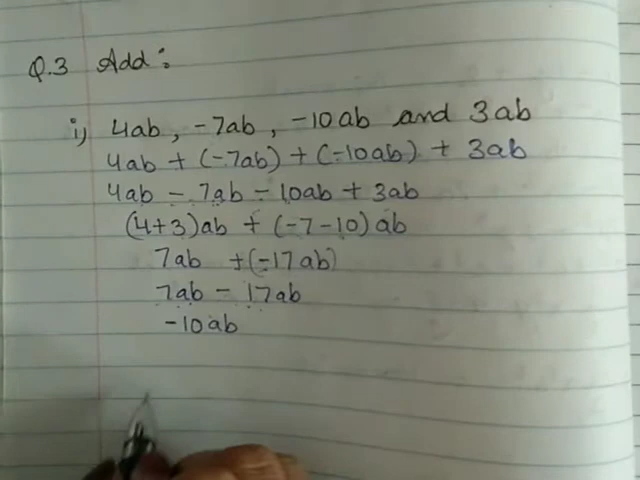 Q.3 Add:
i) 4ab, -7ab, -10ab and 3ab
4ab + (-7ab) + (-10ab) + 3ab
4ab - 7ab - 10ab + 3ab
(4+3)ab + (-7-10)ab
7ab + (-17ab)
7ab - 17ab
-10ab